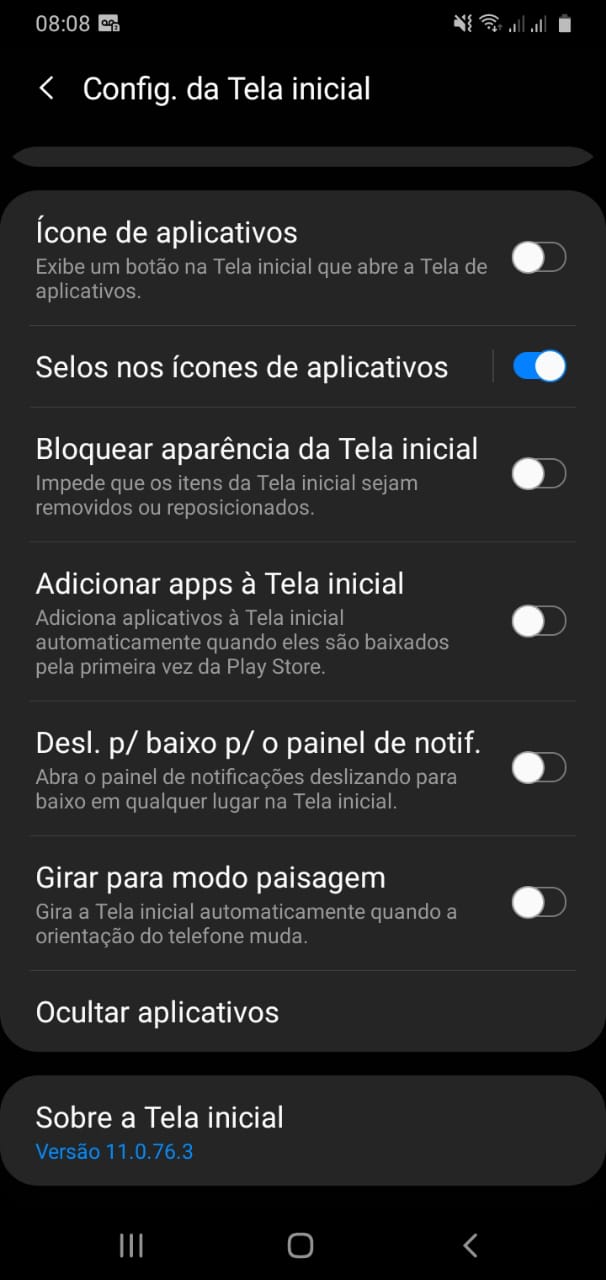 08:08
Config. da Tela inicial
Ícone de aplicativos
Exibe um botão na Tela inicial que abre a Tela de
aplicativos.
Selos nos ícones de aplicativos
Bloquear aparência da Tela inicial
Impede que os itens da Tela inicial sejam
removidos ou reposicionados.
Adicionar apps à Tela inicial
Adiciona aplicativos à Tela inicial
automaticamente quando eles são baixados
pela primeira vez da Play Store.
Desl. p/ baixo p/ o painel de notif.
Abra o painel de notificações deslizando para
baixo em qualquer lugar na Tela inicial.
Girar para modo paisagem
Gira a Tela inicial automaticamente quando a
orientação do telefone muda.
Ocultar aplicativos
Sobre a Tela inicial
Versão 11.0.76.3